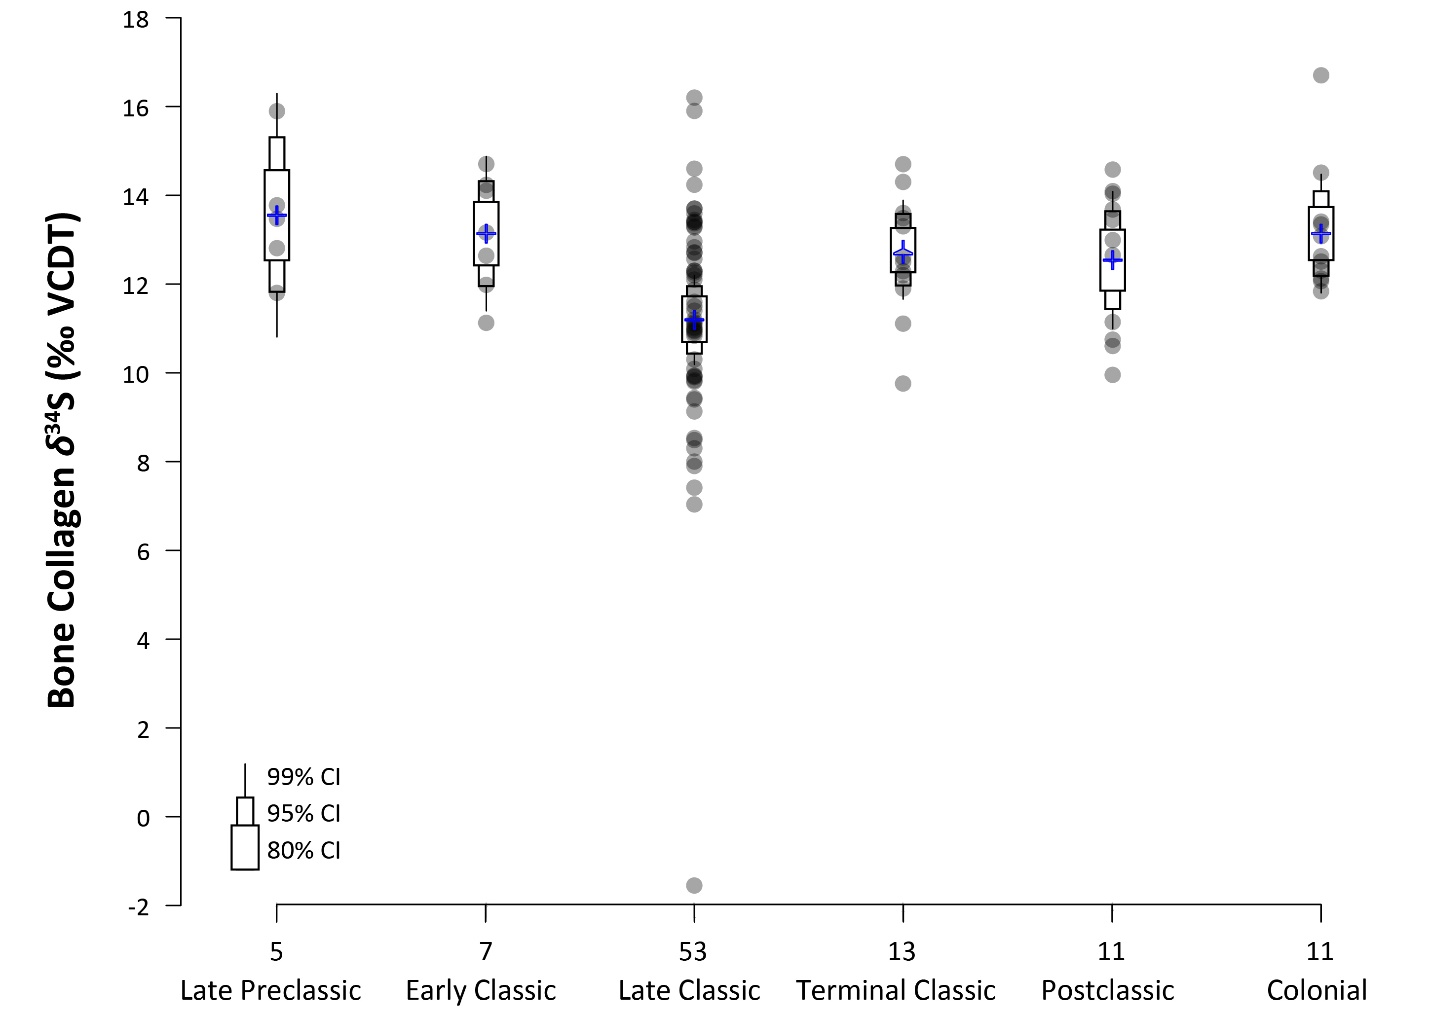 Bone Collagen δ³⁴S (‰ VCDT)
18
16
14
12
10
8
6
4
2
0
-2
99% CI
95% CI
80% CI
5 7 53 13 11 11
Late Preclassic Early Classic Late Classic Terminal Classic Postclassic Colonial